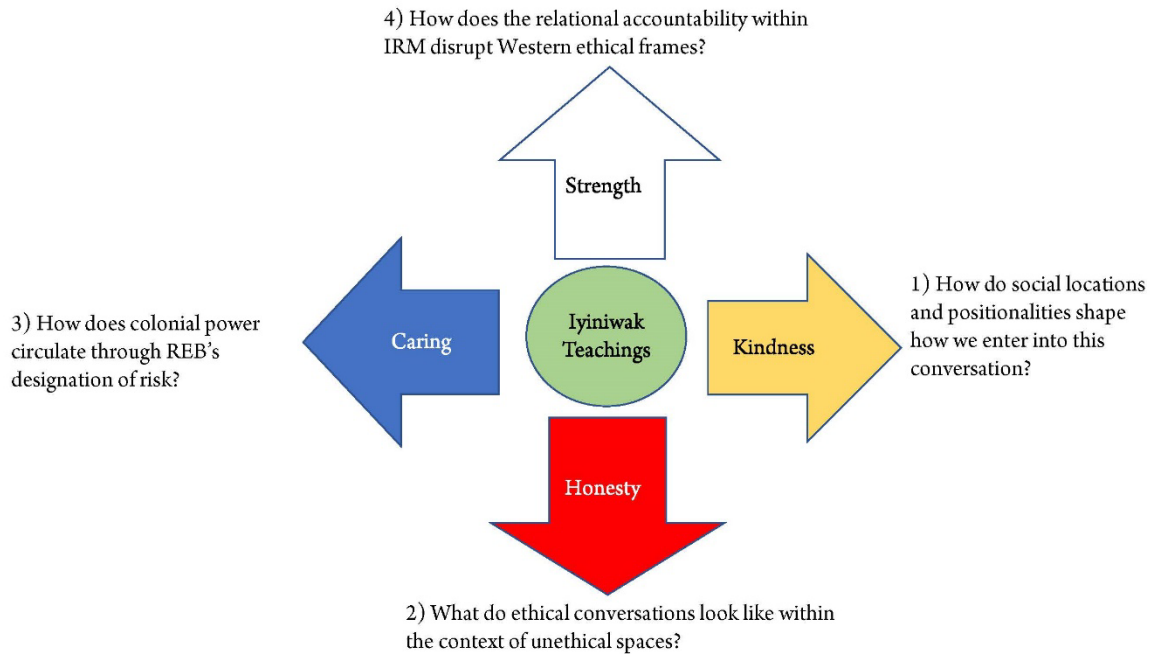 4) How does the relational accountability within
IRM disrupt Western ethical frames?
Strength
1) How do social locations
and positionalities shape
how we enter into this
conversation?
Kindness
Iyiniwak
Teachings
Caring
3) How does colonial power
circulate through REB’s
designation of risk?
Honesty
2) What do ethical conversations look like within
the context of unethical spaces?